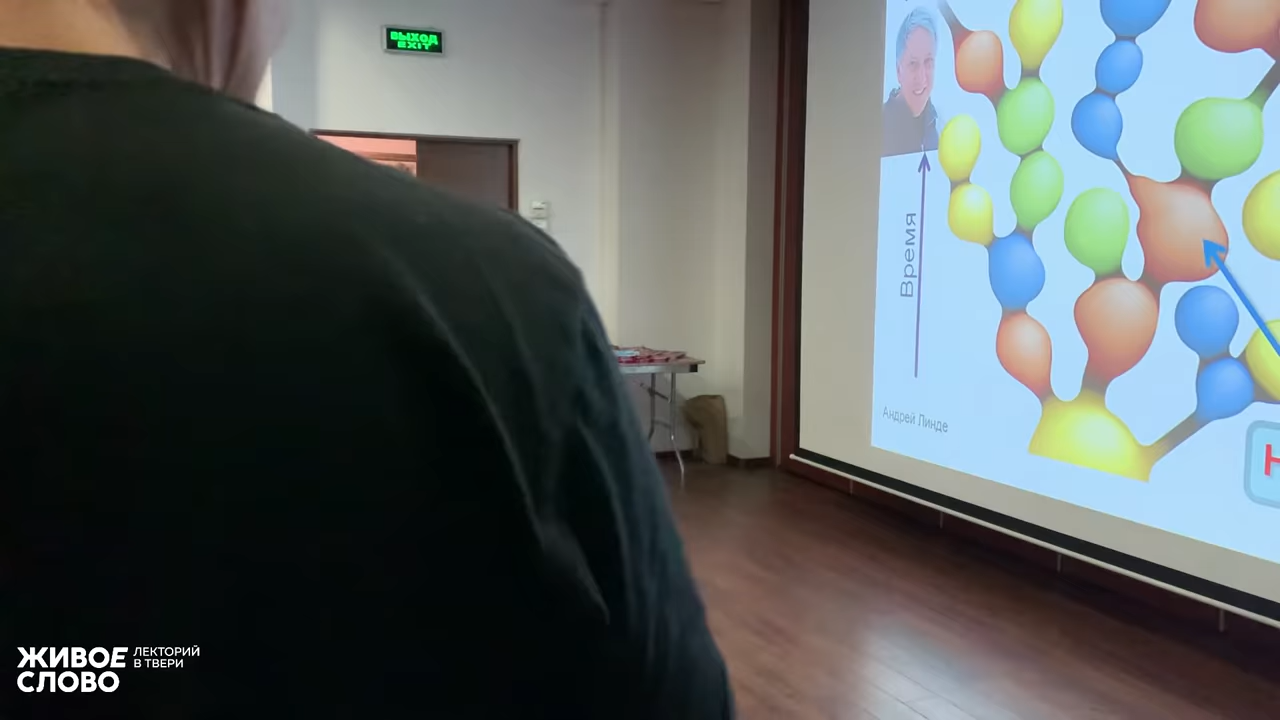 ВЫХОД
EXIT
Время
Андрей Линде
ЖИВОЕ
СЛОВО
ЛЕКТОРИЙ
В ТВЕРИ